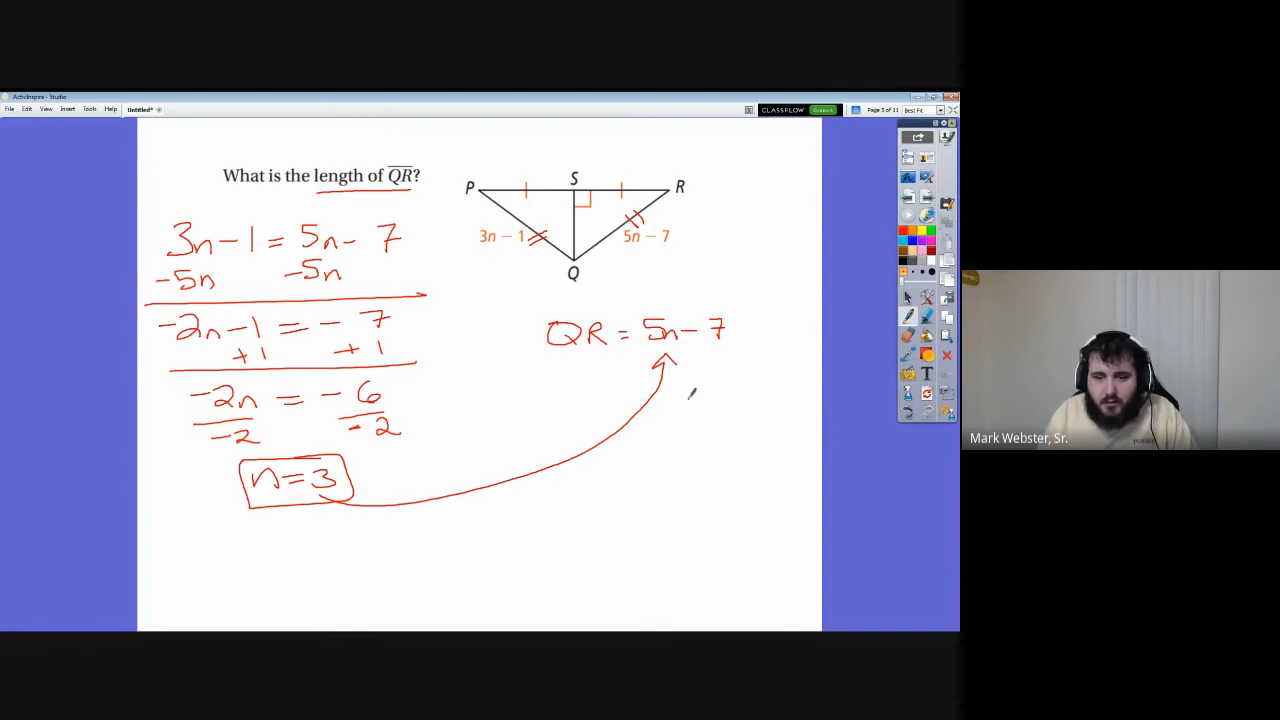 ActivInspire - Studio
File Edit View Insert Tools Help Untitled*
CLASSFLOW Connect Page 5 of 11 Best Fit
What is the length of QR?
P S R
3n − 1 5n − 7
Q
3n − 1 = 5n − 7
−5n −5n
−2n − 1 = − 7
+1 + 1
−2n = − 6
−2 − 2
n = 3
QR = 5n − 7
T
Mark Webster, Sr.